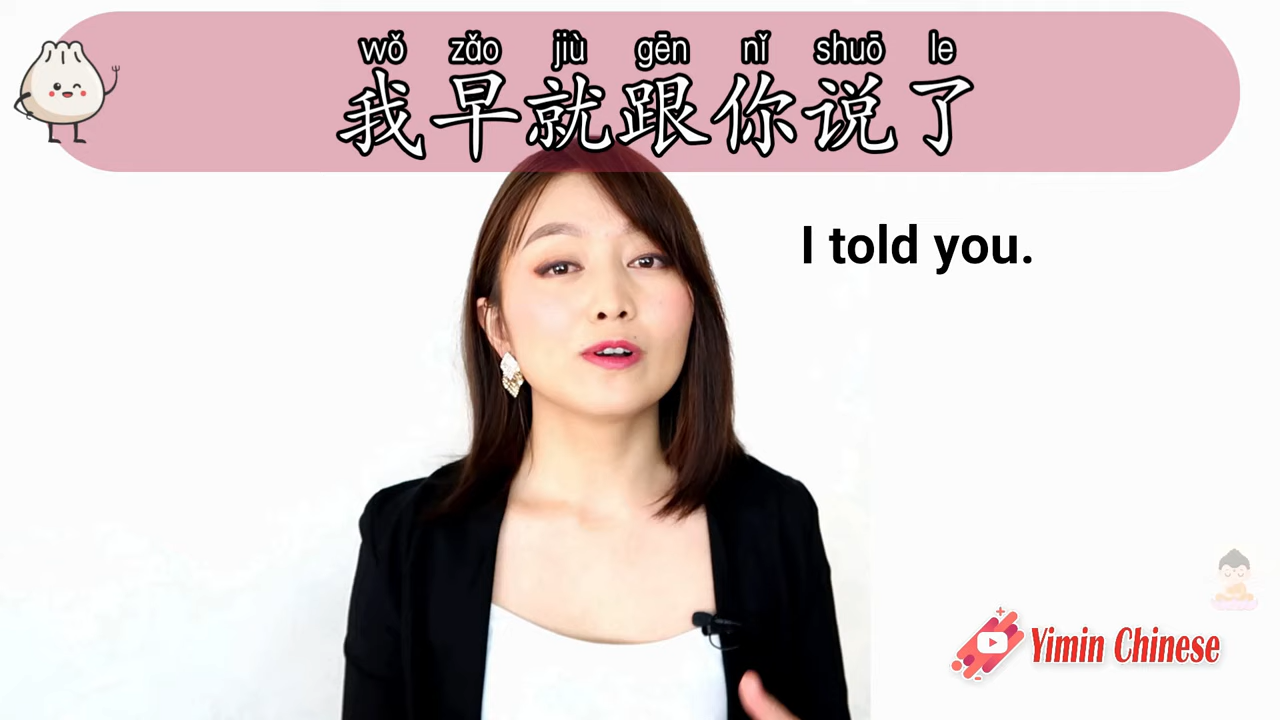 wǒ zǎo jiù gēn nǐ shuō le
我早就跟你说了
I told you.
Yimin Chinese